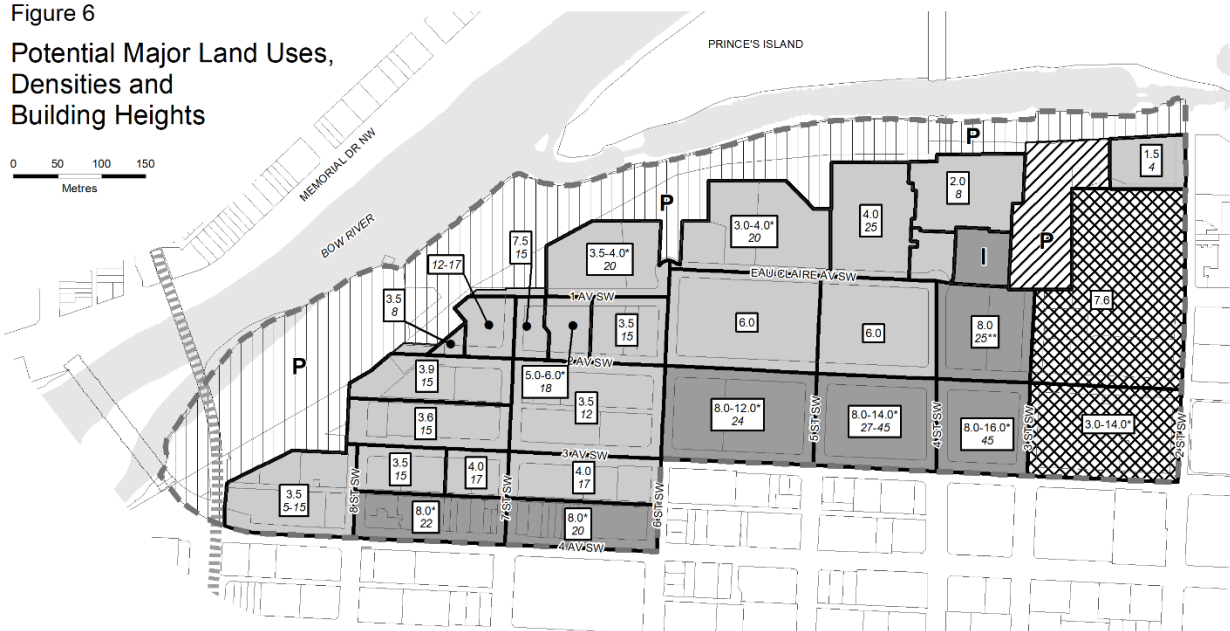 Figure 6
Potential Major Land Uses,
Densities and
Building Heights
0 50 100 150
Metres
PRINCE'S ISLAND
MEMORIAL DR NW
BOW RIVER
P
1.5
4
2.0
8
4.0
25
P
3.0-4.0*
20
7.5
15
3.5-4.0*
20
I
P
12-17
EAU CLAIRE AV SW
3.5
8
1 AV SW
7.6
3.5
15
6.0
6.0
8.0
25**
P
2 AV SW
3.9
15
5.0-6.0*
18
3.5
12
8.0-12.0*
24
5 ST SW
8.0-14.0*
27-45
4 ST SW
8.0-16.0*
45
3 ST SW
3.0-14.0*
2 ST SW
3.6
15
3 AV SW
3.5
15
4.0
17
4.0
17
3.5
5-15
8 ST SW
7 ST SW
6 ST SW
8.0*
22
8.0*
20
4 AV SW